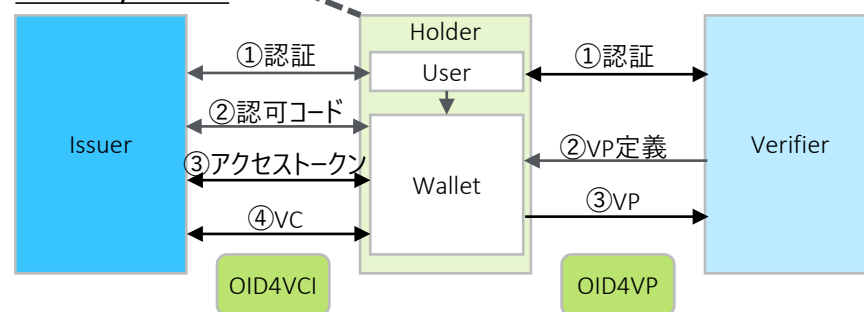 Holder
①認証
User
①認証
②認可コード
Issuer
③アクセストークン
Wallet
②VP定義
Verifier
③VP
④VC
OID4VCI
OID4VP